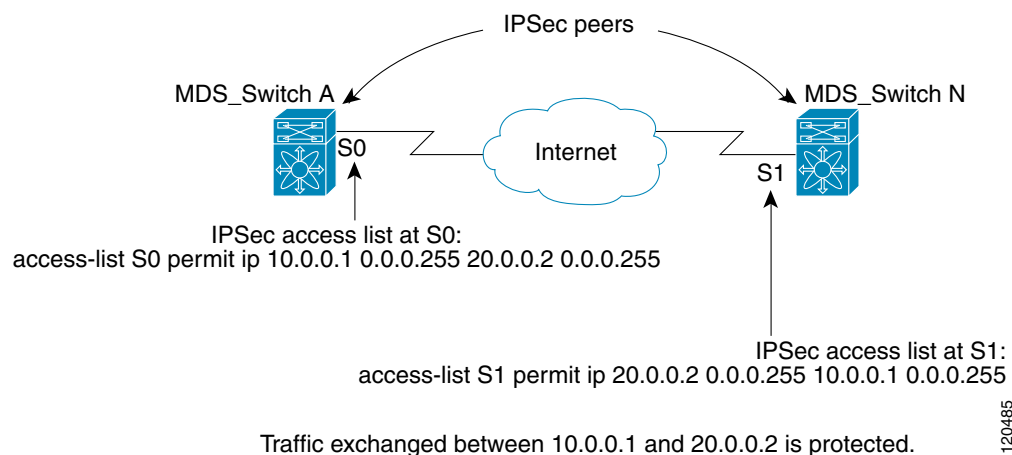 IPSec peers
MDS_Switch A
MDS_Switch N
S0
Internet
S1
IPSec access list at S0:
access-list S0 permit ip 10.0.0.1 0.0.0.255 20.0.0.2 0.0.0.255
IPSec access list at S1:
access-list S1 permit ip 20.0.0.2 0.0.0.255 10.0.0.1 0.0.0.255
Traffic exchanged between 10.0.0.1 and 20.0.0.2 is protected.
120485